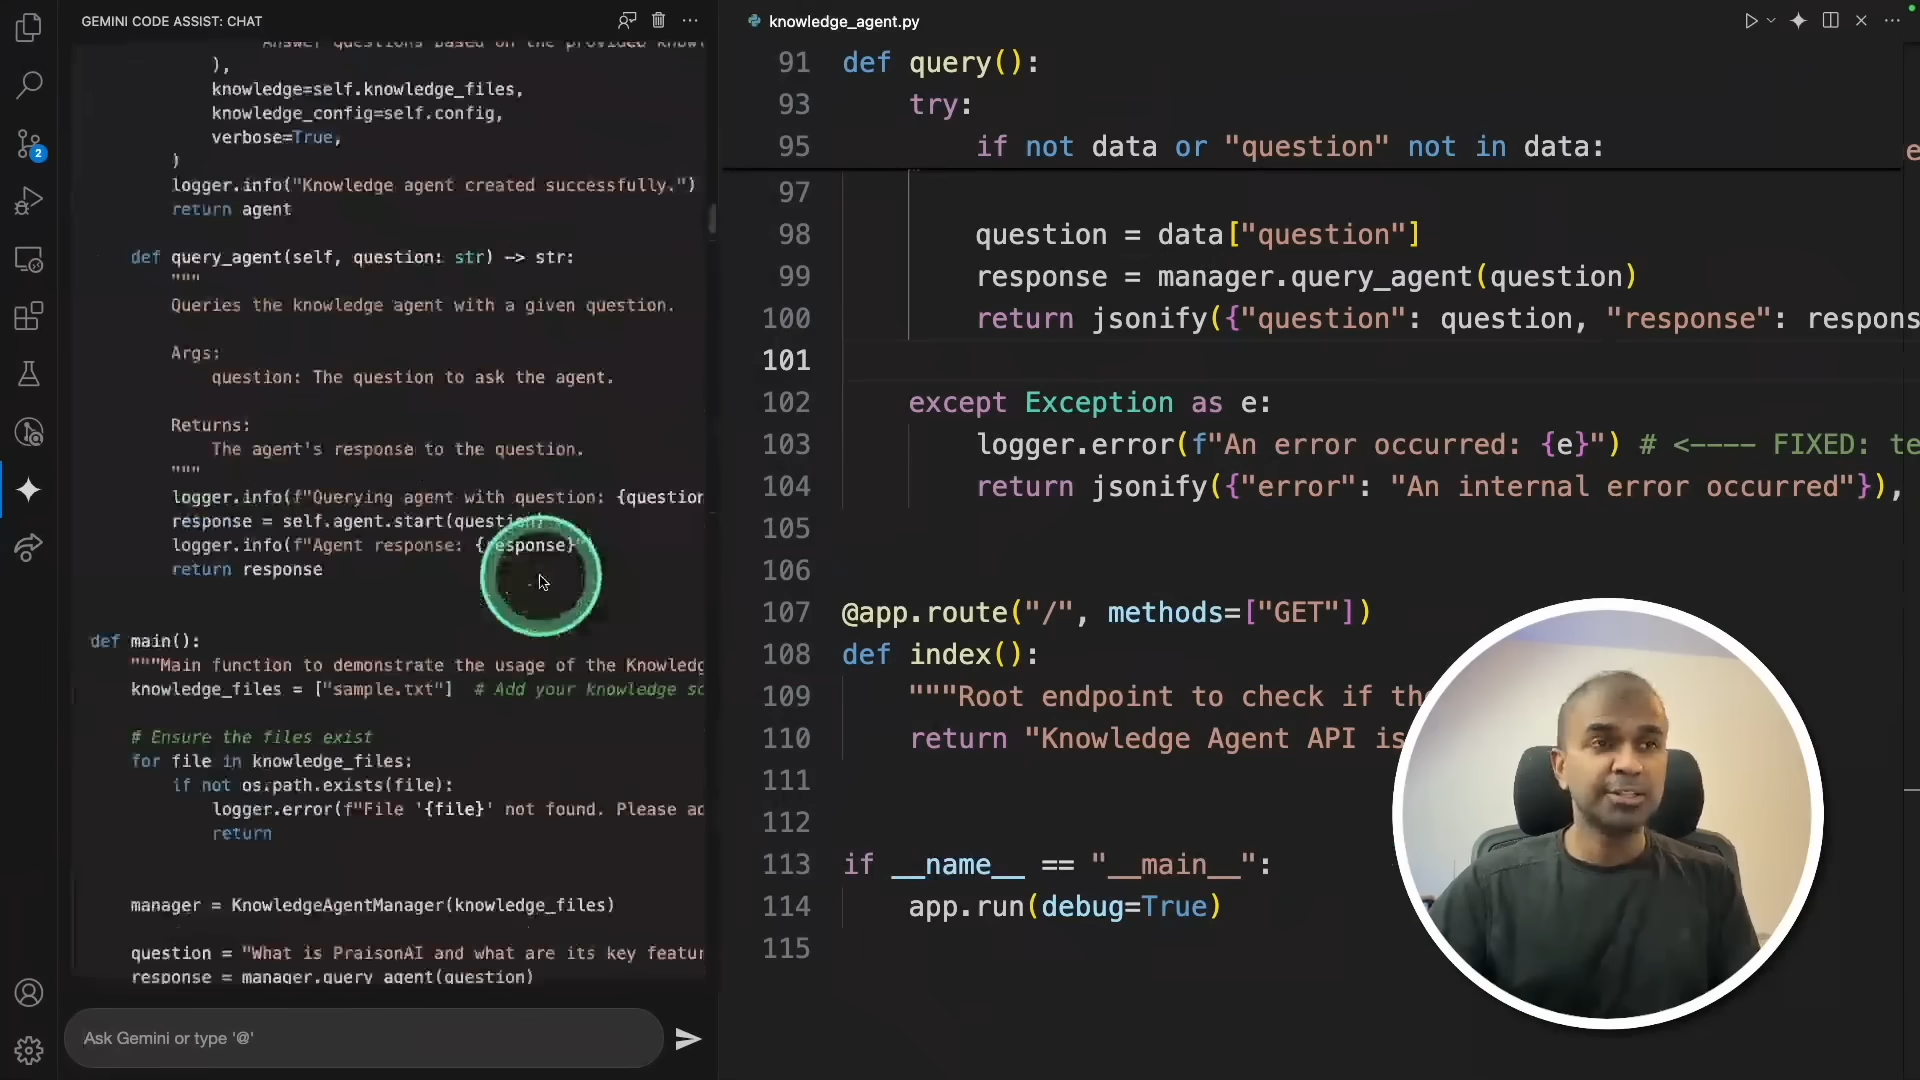 GEMINI CODE ASSIST: CHAT
Answer questions based on the provided know
),
knowledge=self.knowledge_files,
knowledge_config=self.config,
verbose=True,
)
logger.info("Knowledge agent created successfully.")
return agent
def query_agent(self, question: str) -> str:
"""
Queries the knowledge agent with a given question.
Args:
question: The question to ask the agent.
Returns:
The agent's response to the question.
"""
logger.info(f"Querying agent with question: {question
response = self.agent.start(question)
logger.info(f"Agent response: {response}"
return response
def main():
"""Main function to demonstrate the usage of the Knowledg
knowledge_files = ["sample.txt"] # Add your knowledge so
# Ensure the files exist
for file in knowledge_files:
if not os.path.exists(file):
logger.error(f"File '{file}' not found. Please ad
return
manager = KnowledgeAgentManager(knowledge_files)
question = "What is PraisonAI and what are its key featur
response = manager.query_agent(question)
Ask Gemini or type '@'
2
knowledge_agent.py
91 def query():
93 try:
95 if not data or "question" not in data:
97
98 question = data["question"]
99 response = manager.query_agent(question)
100 return jsonify({"question": question, "response": respons
101
102 except Exception as e:
103 logger.error(f"An error occurred: {e}") # <---- FIXED: te
104 return jsonify({"error": "An internal error occurred"}),
105
106
107 @app.route("/", methods=["GET"])
108 def index():
109 """Root endpoint to check if the
110 return "Knowledge Agent API is
111
112
113 if __name__ == "__main__":
114 app.run(debug=True)
115